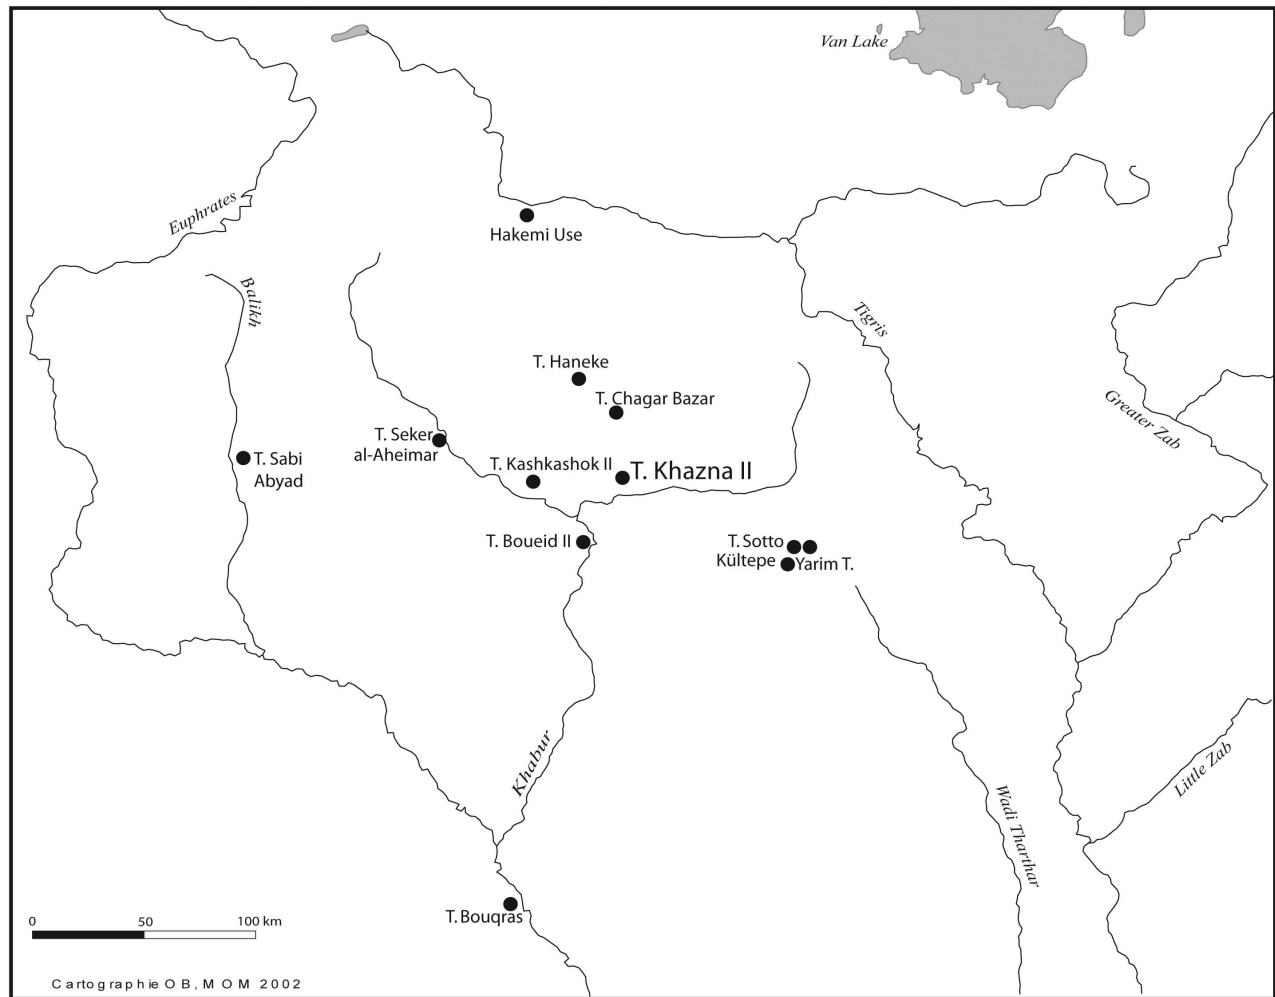 Van Lake
Euphrates
Hakemi Use
Balikh
Tigris
T. Haneke
T. Chagar Bazar
Greater Zab
T. Seker
al-Aheimar
T. Sabi
Abyad
T. Kashkashok II
T. Khazna II
T. Boueid II
T. Sotto
Kültepe
Yarim T.
Khabur
Little Zab
Wadi Tharthar
T. Bouqras
0 50 100 km
Cartographie OB, MOM 2002